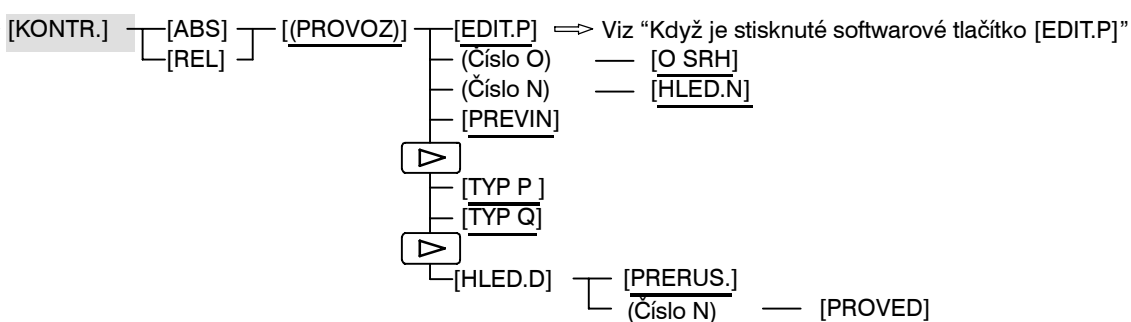 [KONTR.] [ABS] [(PROVOZ)] [EDIT.P] Viz “Když je stisknuté softwarové tlačítko [EDIT.P]”
[REL] (Číslo O) [O SRH]
(Číslo N) [HLED.N]
[PREVIN]
[TYP P ]
[TYP Q]
[HLED.D] [PRERUS.]
(Číslo N) [PROVED]